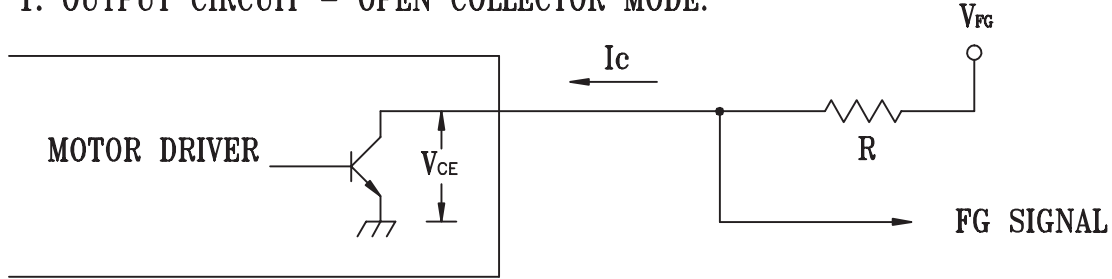 1. OUTPUT CIRCUIT - OPEN COLLECTOR MODE:
VFG
Ic
MOTOR DRIVER
VCE
R
FG SIGNAL